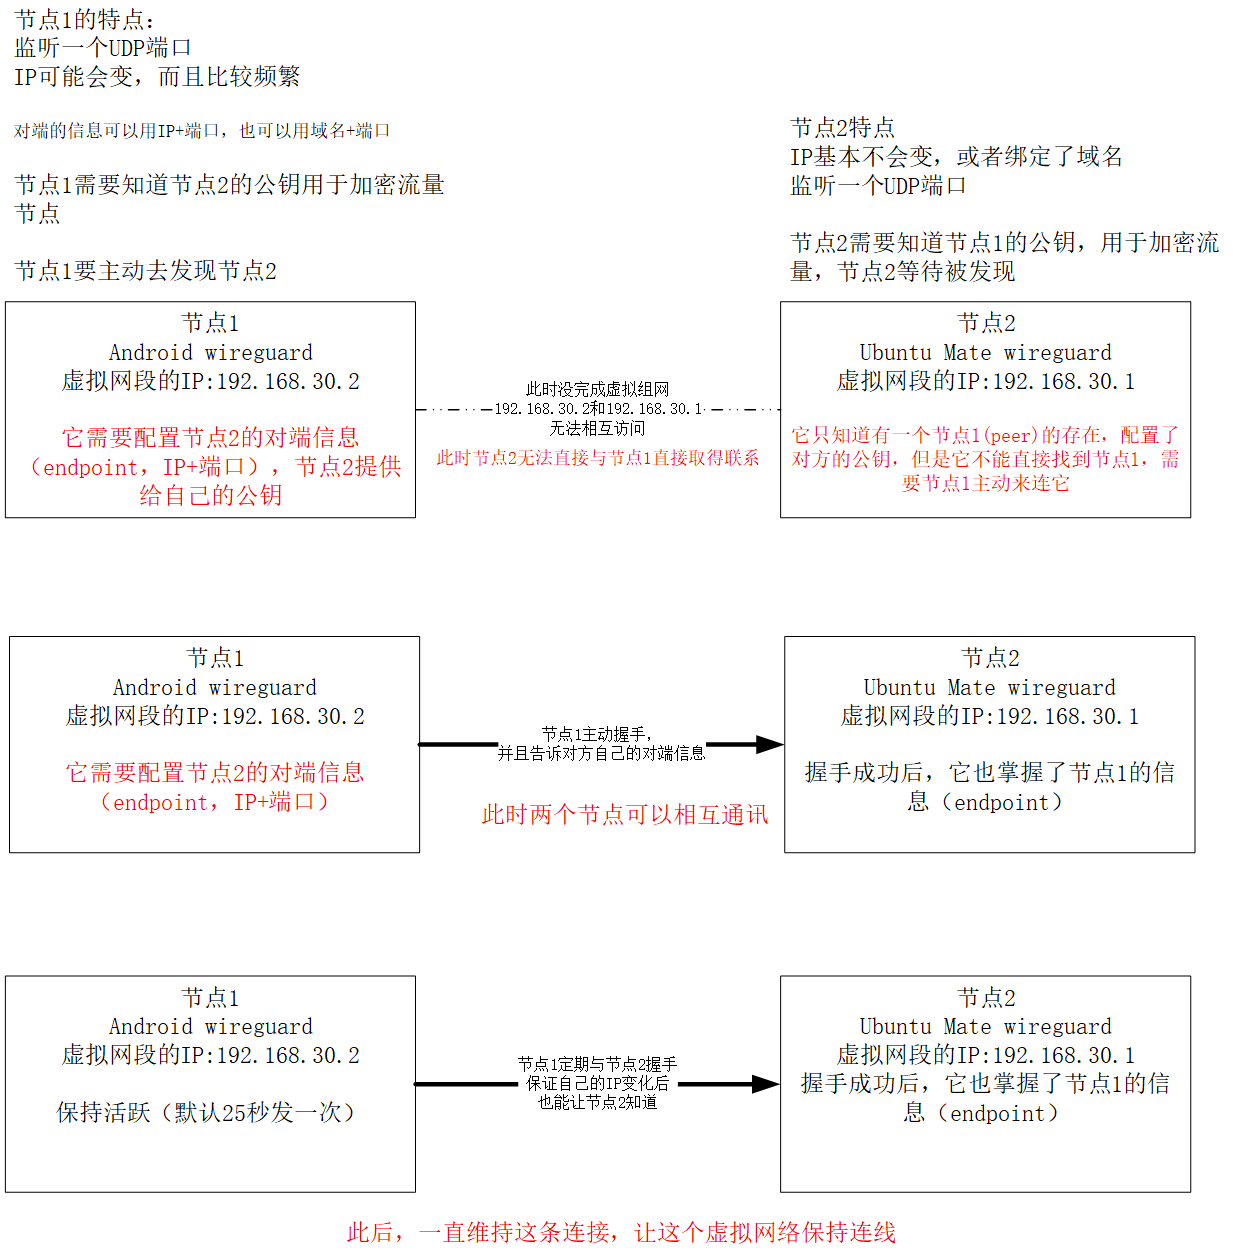 节点1的特点：
监听一个UDP端口
IP可能会变，而且比较频繁
对端的信息可以用IP+端口，也可以用域名+端口
节点1需要知道节点2的公钥用于加密流量
节点
节点1要主动去发现节点2
节点2特点
IP基本不会变，或者绑定了域名
监听一个UDP端口
节点2需要知道节点1的公钥，用于加密流
量，节点2等待被发现
节点1
Android wireguard
虚拟网段的IP:192.168.30.2
它需要配置节点2的对端信息
（endpoint，IP+端口），节点2提供
给自己的公钥
此时没完成虚拟组网
192.168.30.2和192.168.30.1
无法相互访问
此时节点2无法直接与节点1直接取得联系
节点2
Ubuntu Mate wireguard
虚拟网段的IP:192.168.30.1
它只知道有一个节点1(peer)的存在，配置了
对方的公钥，但是它不能直接找到节点1，需
要节点1主动来连它
节点1
Android wireguard
虚拟网段的IP:192.168.30.2
它需要配置节点2的对端信息
（endpoint，IP+端口）
节点1主动握手，
并且告诉对方自己的对端信息
此时两个节点可以相互通讯
节点2
Ubuntu Mate wireguard
虚拟网段的IP:192.168.30.1
握手成功后，它也掌握了节点1的信
息（endpoint）
节点1
Android wireguard
虚拟网段的IP:192.168.30.2
保持活跃（默认25秒发一次）
节点1定期与节点2握手
保证自己的IP变化后
也能让节点2知道
节点2
Ubuntu Mate wireguard
虚拟网段的IP:192.168.30.1
握手成功后，它也掌握了节点1的信
息（endpoint）
此后，一直维持这条连接，让这个虚拟网络保持连线